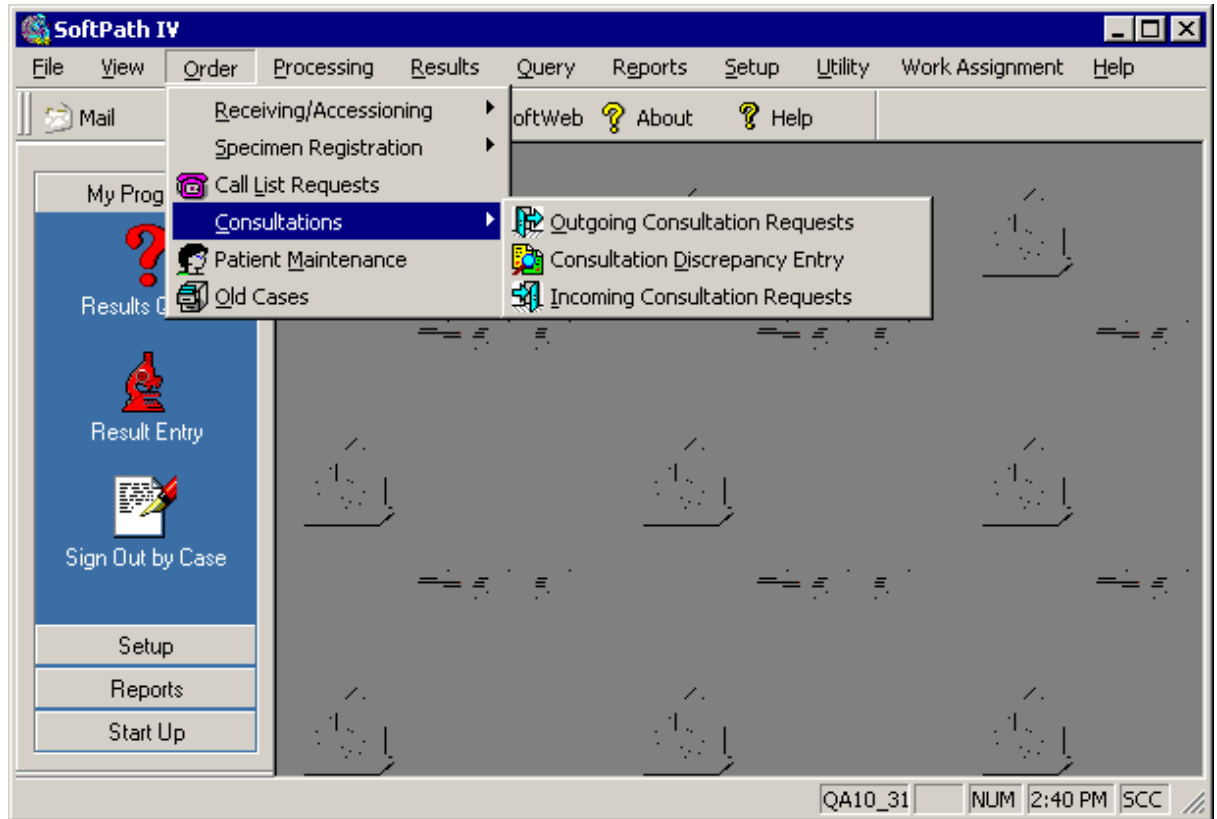 SoftPath IV
File View Order Processing Results Query Reports Setup Utility Work Assignment Help
Mail oftWeb About Help
Receiving/Accessioning
Specimen Registration
My Prog Call List Requests
Consultations Outgoing Consultation Requests
Patient Maintenance Consultation Discrepancy Entry
Results Old Cases Incoming Consultation Requests
Result Entry
Sign Out by Case
Setup
Reports
Start Up
QA10_31 NUM 2:40 PM SCC